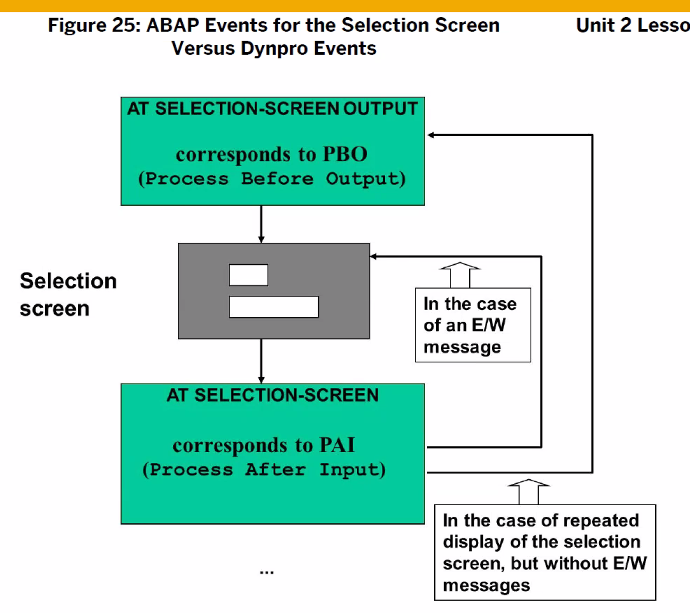 Figure 25: ABAP Events for the Selection Screen
Versus Dynpro Events
Unit 2
AT SELECTION-SCREEN OUTPUT
corresponds to PBO
(Process Before Output)
Selection
screen
In the case
of an E/W
message
AT SELECTION-SCREEN
corresponds to PAI
(Process After Input)
In the case of repeated
display of the selection
screen, but without E/W
messages
...